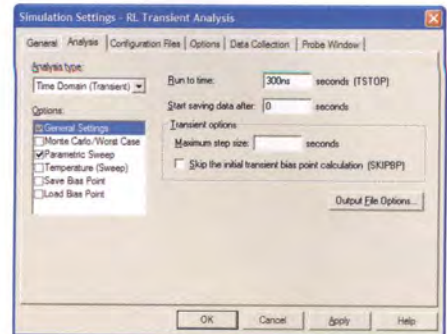 Simulation Settings - RL Transient Analysis
General Analysis Configuration Files Options Data Collection Probe Window
Analysis type:
Time Domain (Transient)
Options:
General Settings
Monte Carlo/Worst Case
Parametric Sweep
Temperature (Sweep)
Save Bias Point
Load Bias Point
Run to time: 300ns seconds (TSTOP)
Start saving data after: 0 seconds
Transient options
Maximum step size: seconds
Skip the initial transient bias point calculation (SKIPBP)
Output File Options...
OK Cancel Apply Help